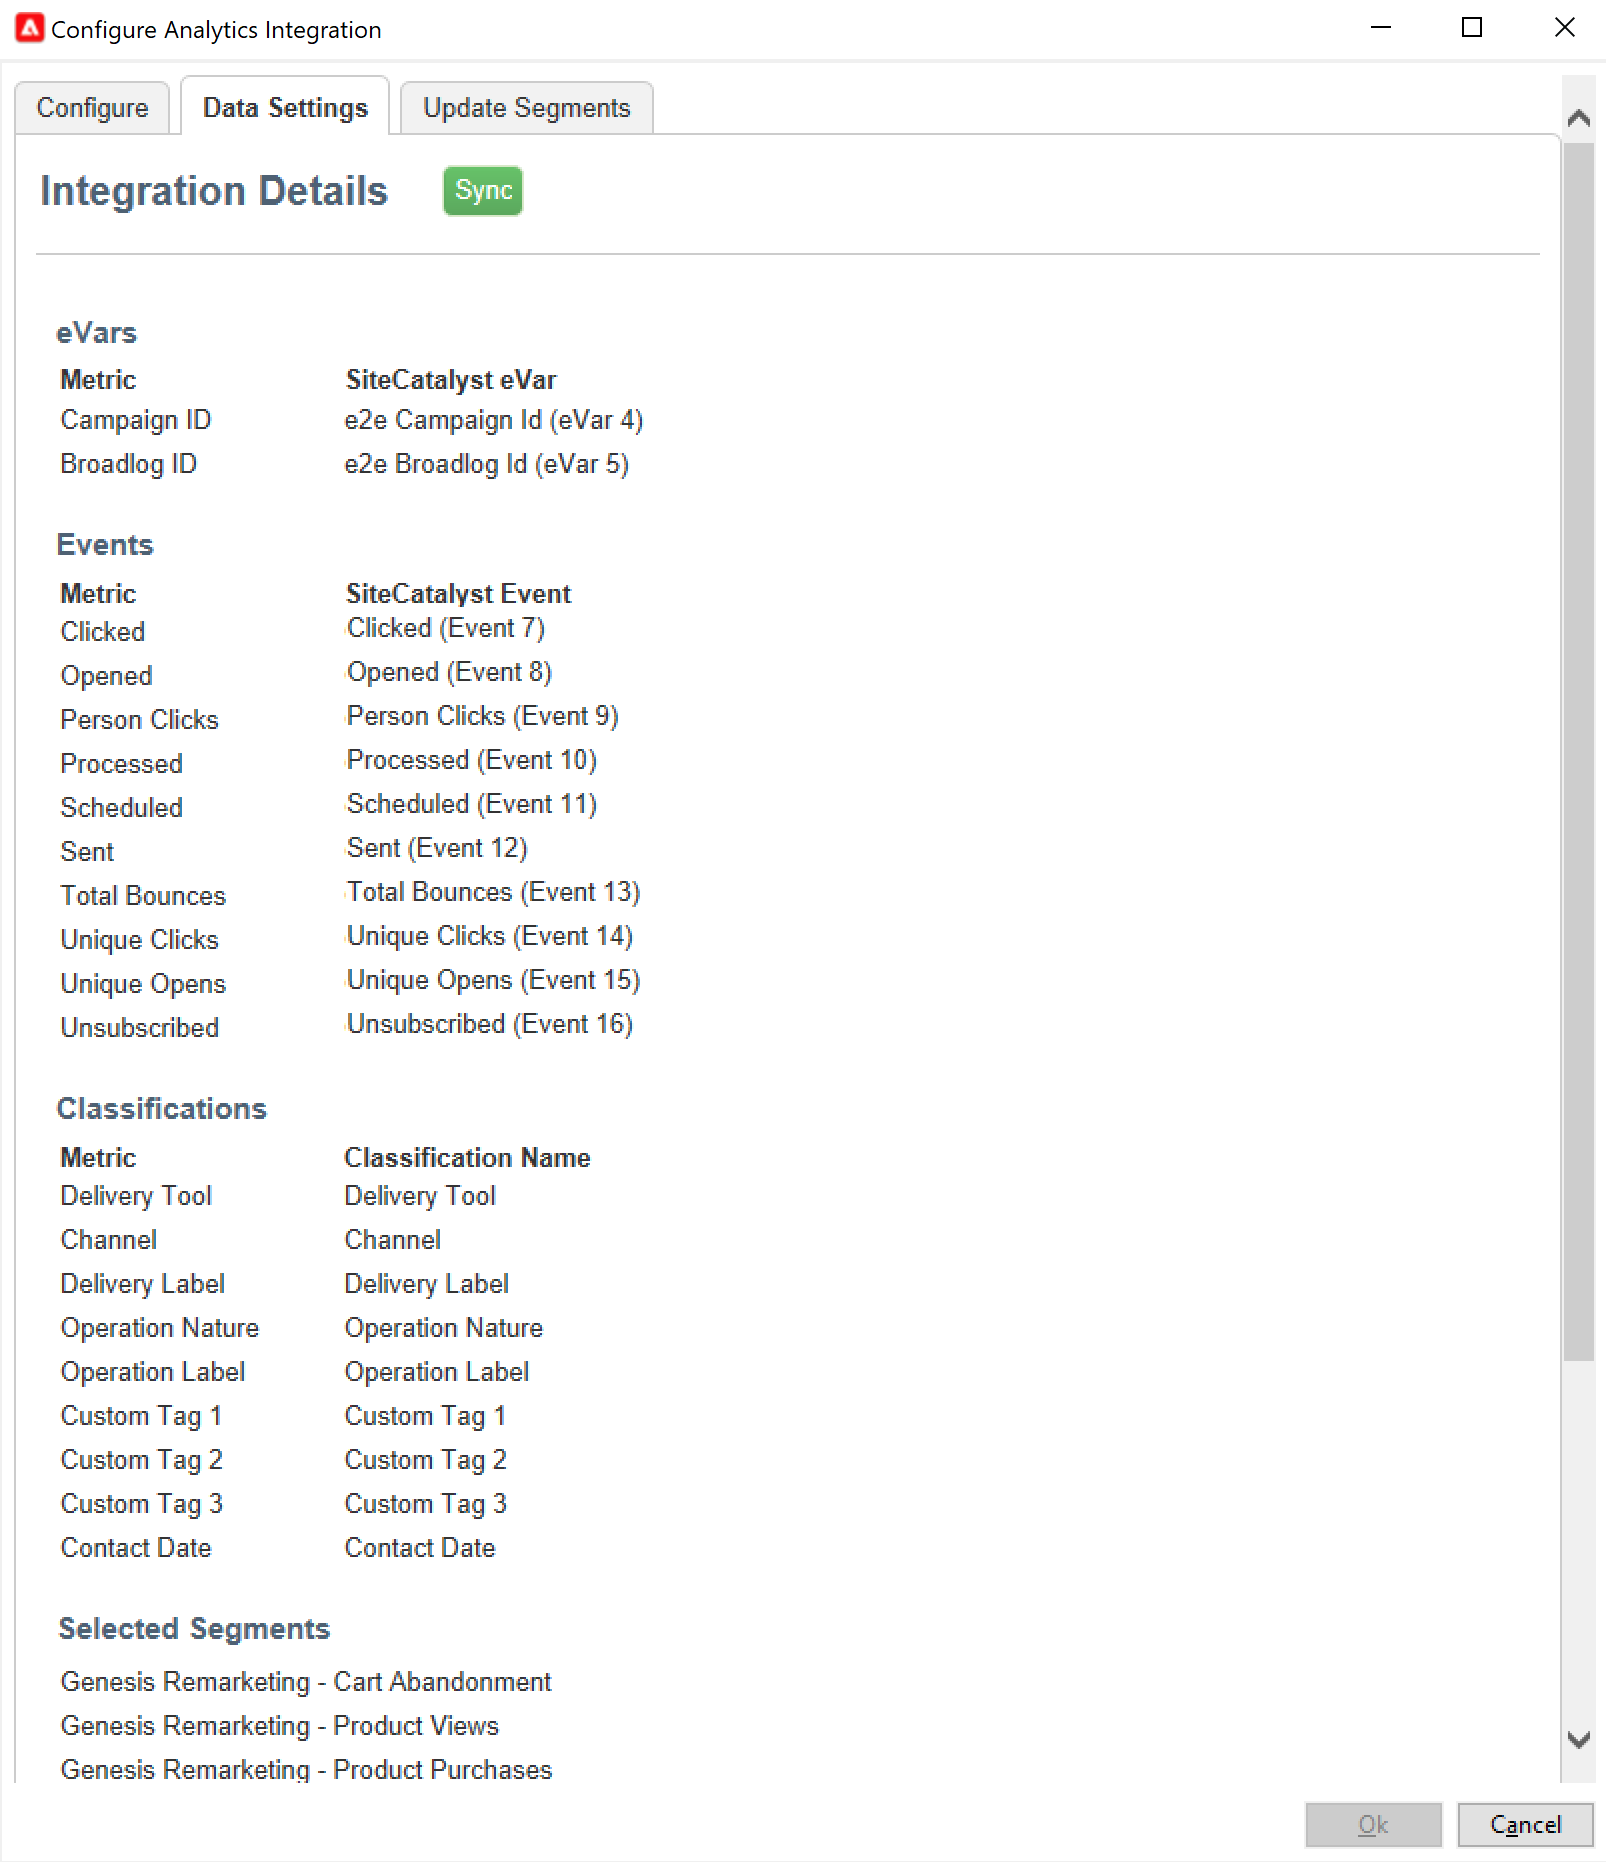 Configure Analytics Integration
Configure Data Settings Update Segments
Integration Details Sync
eVars
Metric SiteCatalyst eVar
Campaign ID e2e Campaign Id (eVar 4)
Broadlog ID e2e Broadlog Id (eVar 5)
Events
Metric SiteCatalyst Event
Clicked Clicked (Event 7)
Opened Opened (Event 8)
Person Clicks Person Clicks (Event 9)
Processed Processed (Event 10)
Scheduled Scheduled (Event 11)
Sent Sent (Event 12)
Total Bounces Total Bounces (Event 13)
Unique Clicks Unique Clicks (Event 14)
Unique Opens Unique Opens (Event 15)
Unsubscribed Unsubscribed (Event 16)
Classifications
Metric Classification Name
Delivery Tool Delivery Tool
Channel Channel
Delivery Label Delivery Label
Operation Nature Operation Nature
Operation Label Operation Label
Custom Tag 1 Custom Tag 1
Custom Tag 2 Custom Tag 2
Custom Tag 3 Custom Tag 3
Contact Date Contact Date
Selected Segments
Genesis Remarketing - Cart Abandonment
Genesis Remarketing - Product Views
Genesis Remarketing - Product Purchases
Ok Cancel